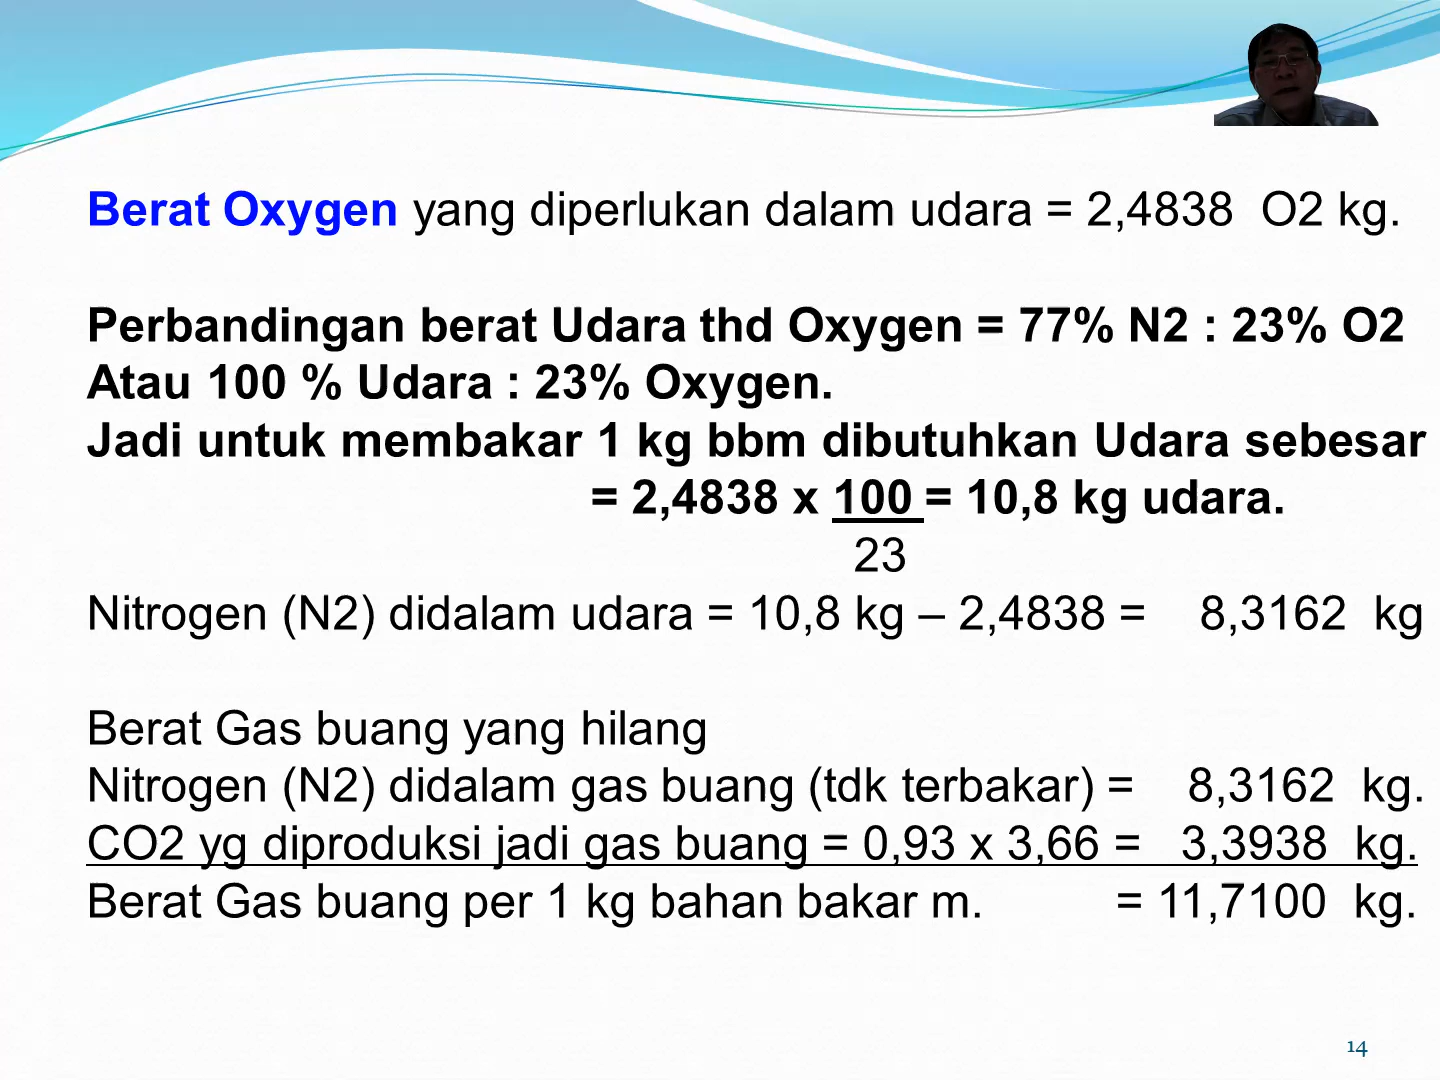 Berat Oxygen yang diperlukan dalam udara = 2,4838 O2 kg.
Perbandingan berat Udara thd Oxygen = 77% N2 : 23% O2
Atau 100 % Udara : 23% Oxygen.
Jadi untuk membakar 1 kg bbm dibutuhkan Udara sebesar
= 2,4838 x 100 = 10,8 kg udara.
23
Nitrogen (N2) didalam udara = 10,8 kg – 2,4838 = 8,3162 kg
Berat Gas buang yang hilang
Nitrogen (N2) didalam gas buang (tdk terbakar) = 8,3162 kg.
CO2 yg diproduksi jadi gas buang = 0,93 x 3,66 = 3,3938 kg.
Berat Gas buang per 1 kg bahan bakar m. = 11,7100 kg.
14